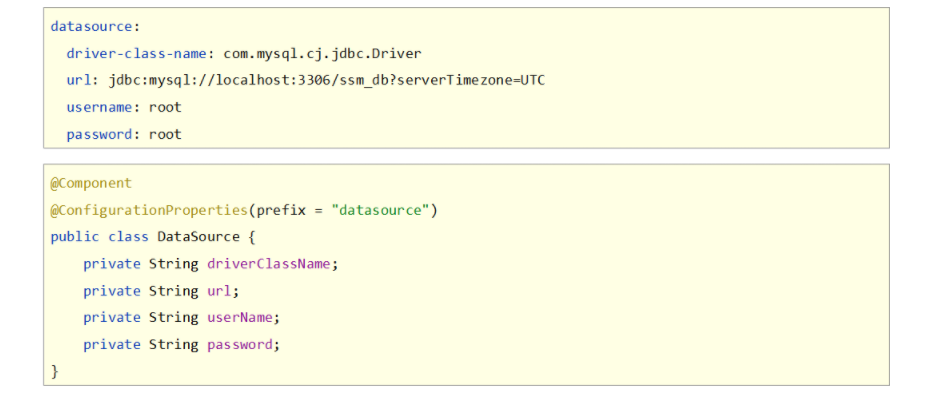 datasource:
  driver-class-name: com.mysql.cj.jdbc.Driver
  url: jdbc:mysql://localhost:3306/ssm_db?serverTimezone=UTC
  username: root
  password: root
@Component
@ConfigurationProperties(prefix = "datasource")
public class DataSource {
    private String driverClassName;
    private String url;
    private String userName;
    private String password;
}